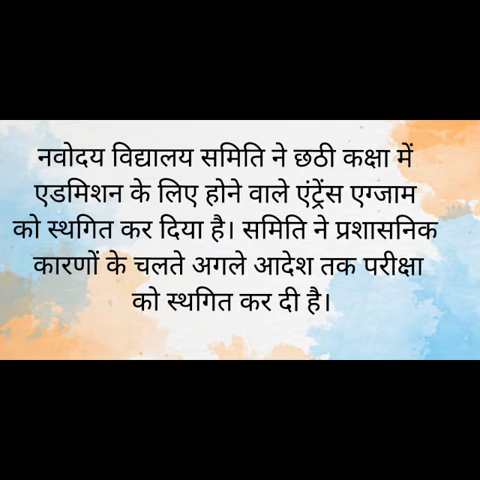 नवोदय विद्यालय समिति ने छठी कक्षा में
एडमिशन के लिए होने वाले एंट्रेंस एग्जाम
को स्थगित कर दिया है। समिति ने प्रशासनिक
कारणों के चलते अगले आदेश तक परीक्षा
को स्थगित कर दी है।